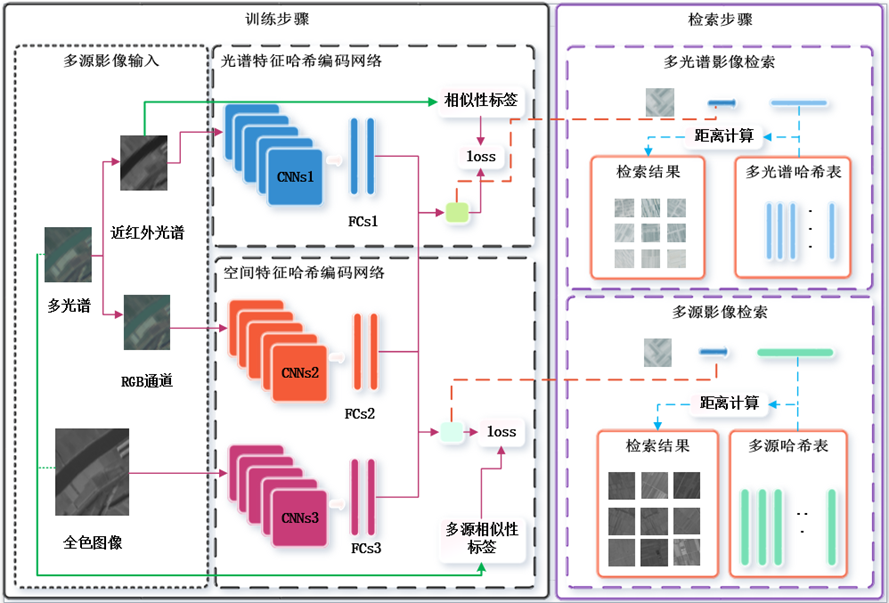 训练步骤
多源影像输入
近红外光谱
多光谱
RGB通道
全色图像
光谱特征哈希编码网络
CNNs1
FCs1
相似性标签
loss
空间特征哈希编码网络
CNNs2
FCs2
CNNs3
FCs3
loss
多源相似性
标签
检索步骤
多光谱影像检索
距离计算
检索结果
多光谱哈希表
多源影像检索
距离计算
检索结果
多源哈希表